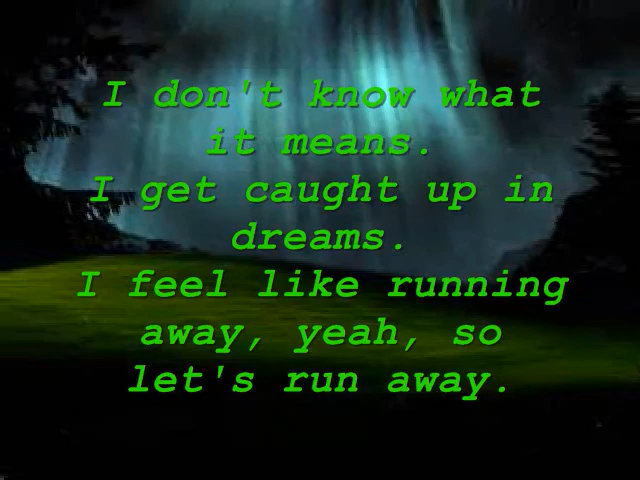 I don't know what
it means.
I get caught up in
dreams.
I feel like running
away, yeah, so
let's run away.